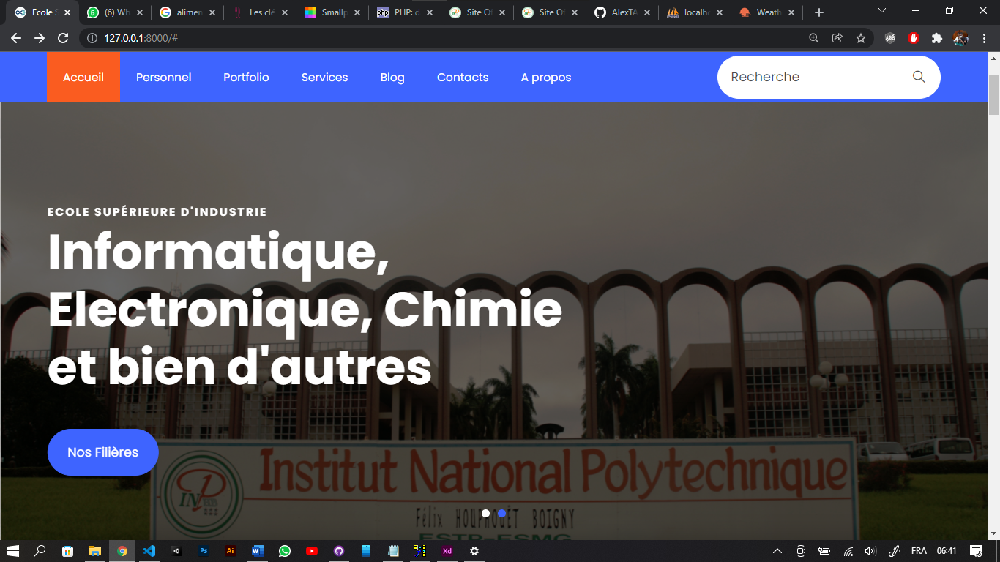 Ecole S
(6) Wh
alimen
Les clé
Smallp
PHP: d
Site Of
Site Of
AlexTA
localho
Weath
127.0.0.1:8000/#
Accueil
Personnel
Portfolio
Services
Blog
Contacts
A propos
Recherche
ECOLE SUPÉRIEURE D'INDUSTRIE
Informatique,
Electronique, Chimie
et bien d'autres
Nos Filières
Institut National Polytechnique
Félix HOUPHOUËT BOIGNY
ESTP-ESMG
FRA
06:41